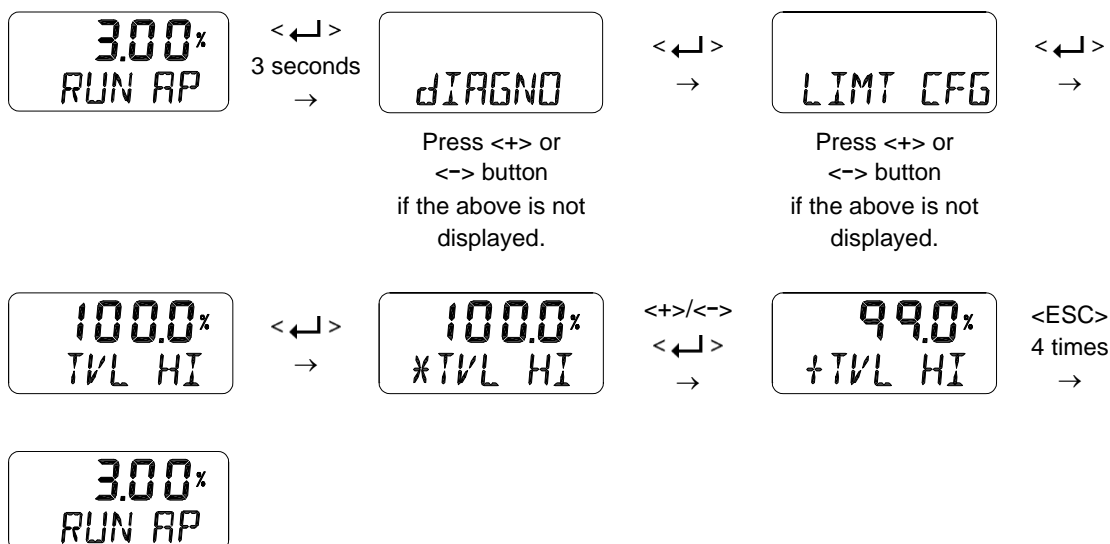 3.00%
RUN AP
< ↵ >
3 seconds
→
dIAGNO
Press <+> or
<-> button
if the above is not
displayed.
< ↵ >
→
LIMT CFG
Press <+> or
<-> button
if the above is not
displayed.
< ↵ >
→
100.0%
TVL HI
< ↵ >
→
100.0%
*TVL HI
<+>/<->
< ↵ >
→
99.0%
+TVL HI
<ESC>
4 times
→
3.00%
RUN AP